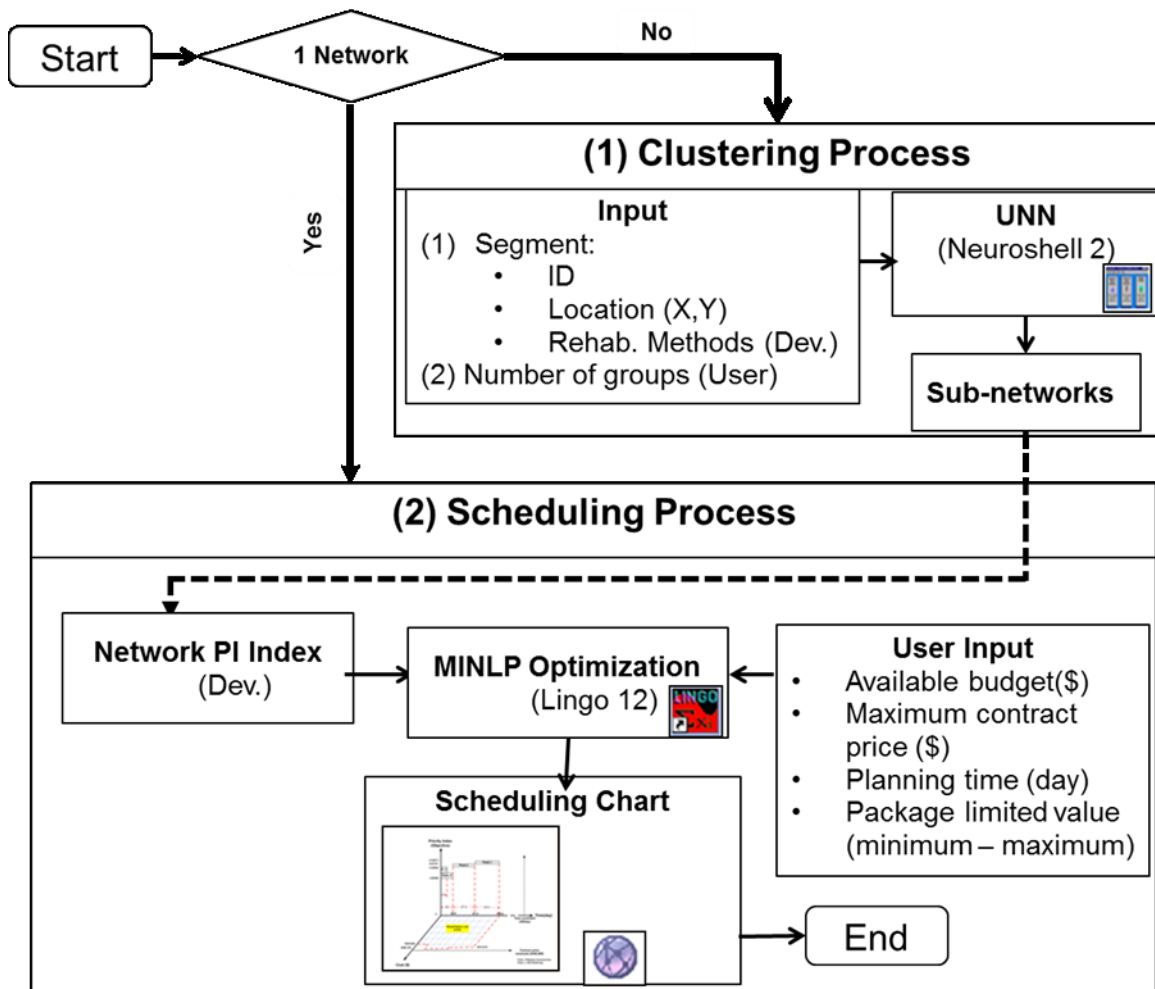 Start
1 Network
No
Yes
(1) Clustering Process
Input
(1) Segment:
• ID
• Location (X,Y)
• Rehab. Methods (Dev.)
(2) Number of groups (User)
UNN
(Neuroshell 2)
Sub-networks
(2) Scheduling Process
Network PI Index
(Dev.)
MINLP Optimization
(Lingo 12)
LINGO
User Input
• Available budget($)
• Maximum contract
price ($)
• Planning time (day)
• Package limited value
(minimum – maximum)
Scheduling Chart
Priority Index
End